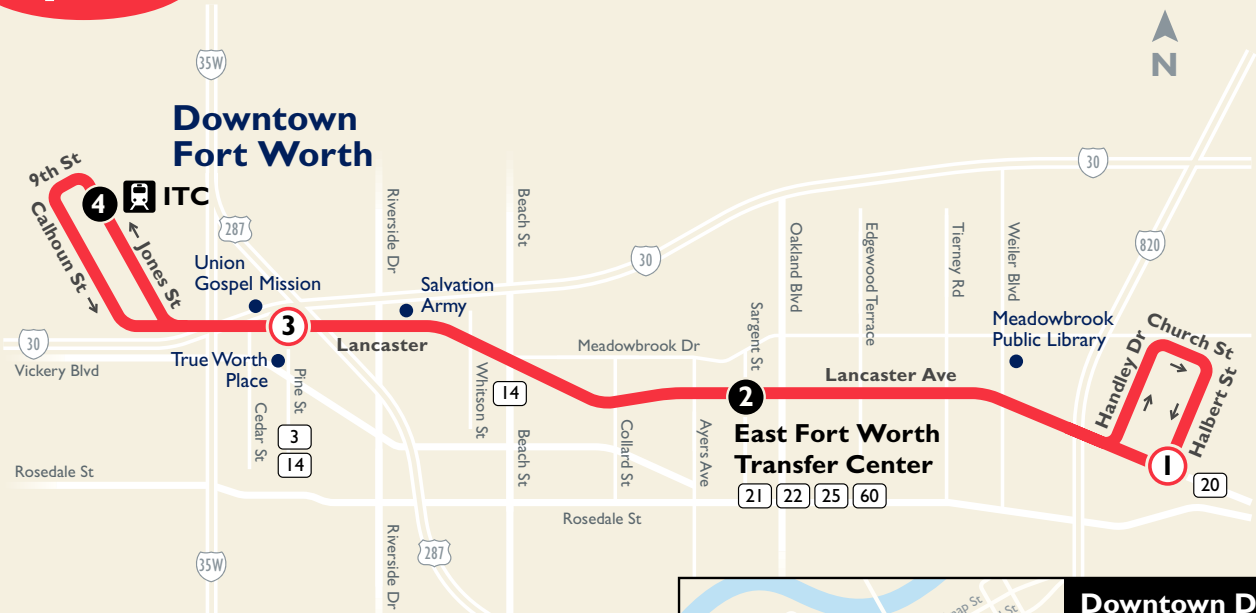 N
35W
Downtown
Fort Worth
30
9th St
4
ITC
Calhoun St
Jones St
287
Riverside Dr
Beach St
Oakland Blvd
Edgewood Terrace
Tierney Rd
Weiler Blvd
820
30
Union
Gospel Mission
Salvation
Army
3
Lancaster
30
Vickery Blvd
True Worth
Place
Pine St
Cedar St
3
14
Whitson St
14
Meadowbrook Dr
Sargent St
Meadowbrook
Public Library
Lancaster Ave
2
East Fort Worth
Transfer Center
21
22
25
60
Church St
Handley Dr
Halbert St
1
20
Beach St
Collard St
Ayers Ave
Rosedale St
Rosedale St
35W
Riverside Dr
287
St
Downtown D